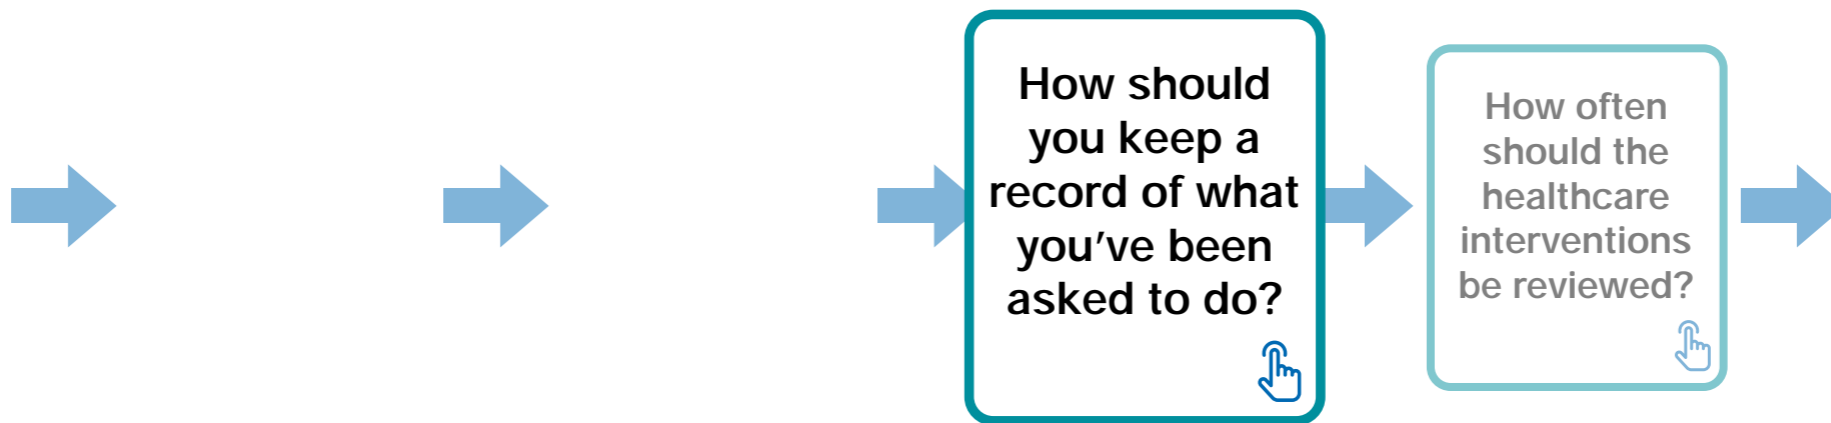 How should
you keep a
record of what
you've been
asked to do?
How often
should the
healthcare
interventions
be reviewed?